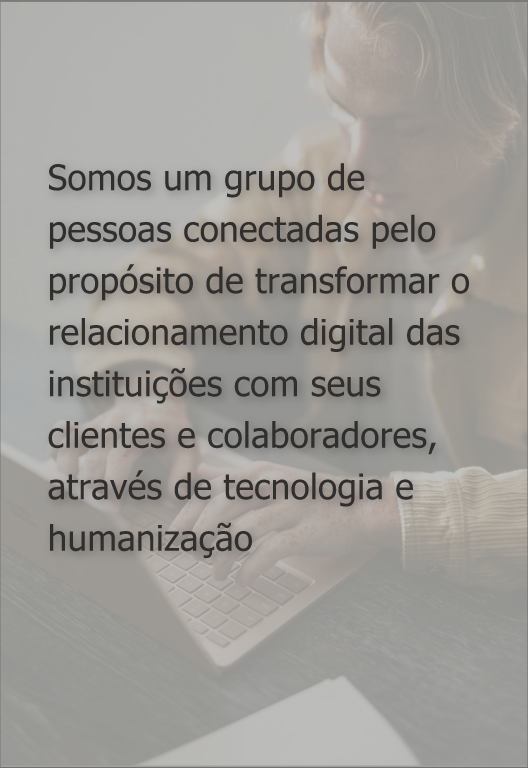 Somos um grupo de
pessoas conectadas pelo
propósito de transformar o
relacionamento digital das
instituições com seus
clientes e colaboradores,
através de tecnologia e
humanização